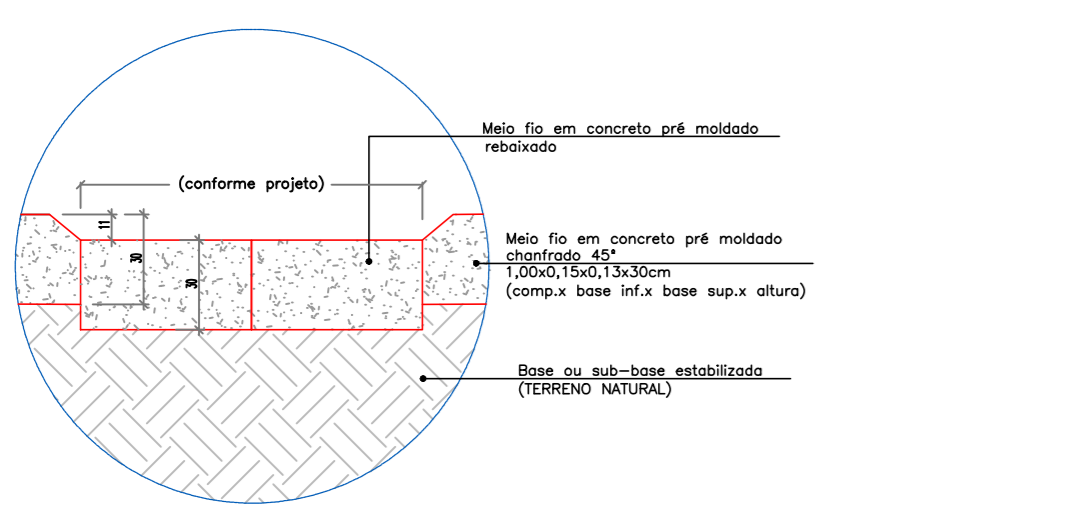 Meio fio em concreto pré moldado
rebaixado
(conforme projeto)
11
30
30
Meio fio em concreto pré moldado
chanfrado 45°
1,00x0,15x0,13x30cm
(comp.x base inf.x base sup.x altura)
Base ou sub-base estabilizada
(TERRENO NATURAL)